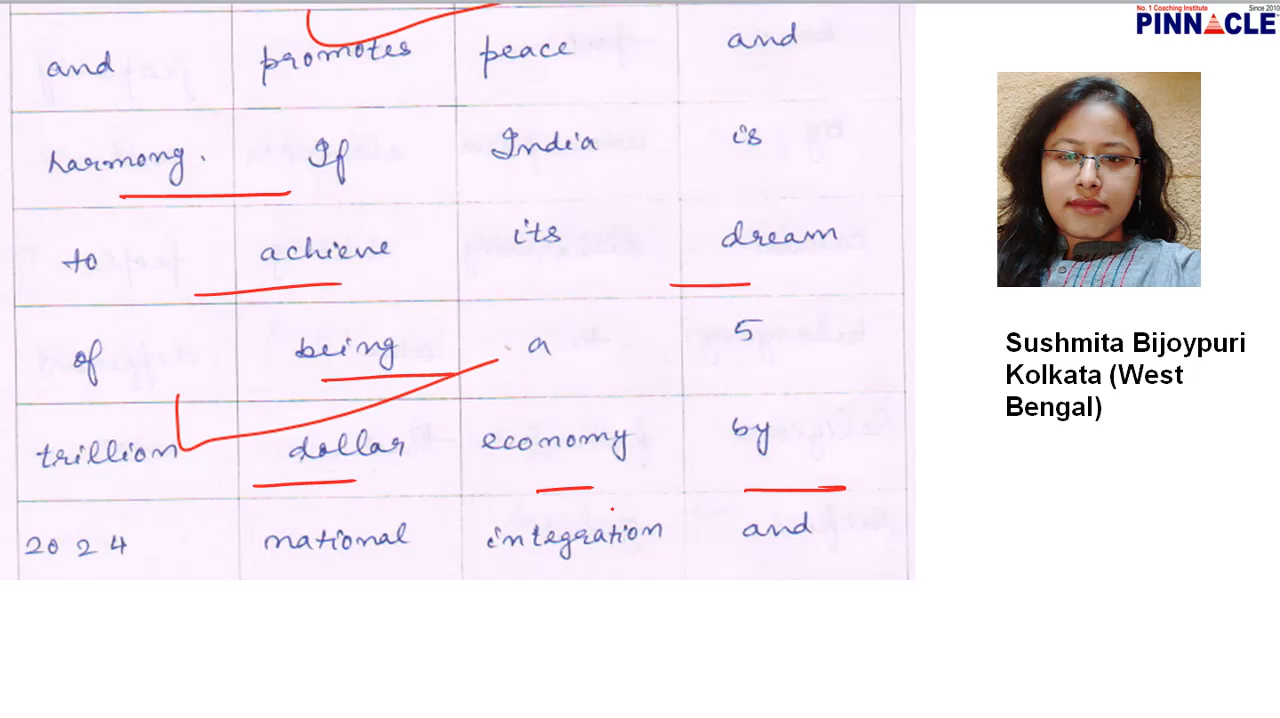 No. 1 Coaching Institute Since 2010
PINNACLE
and promotes peace and
harmong. If India is
to achieve its dream
of being a 5
trillion dollar economy by
2024 national integration and
Sushmita Bijoypuri
Kolkata (West
Bengal)